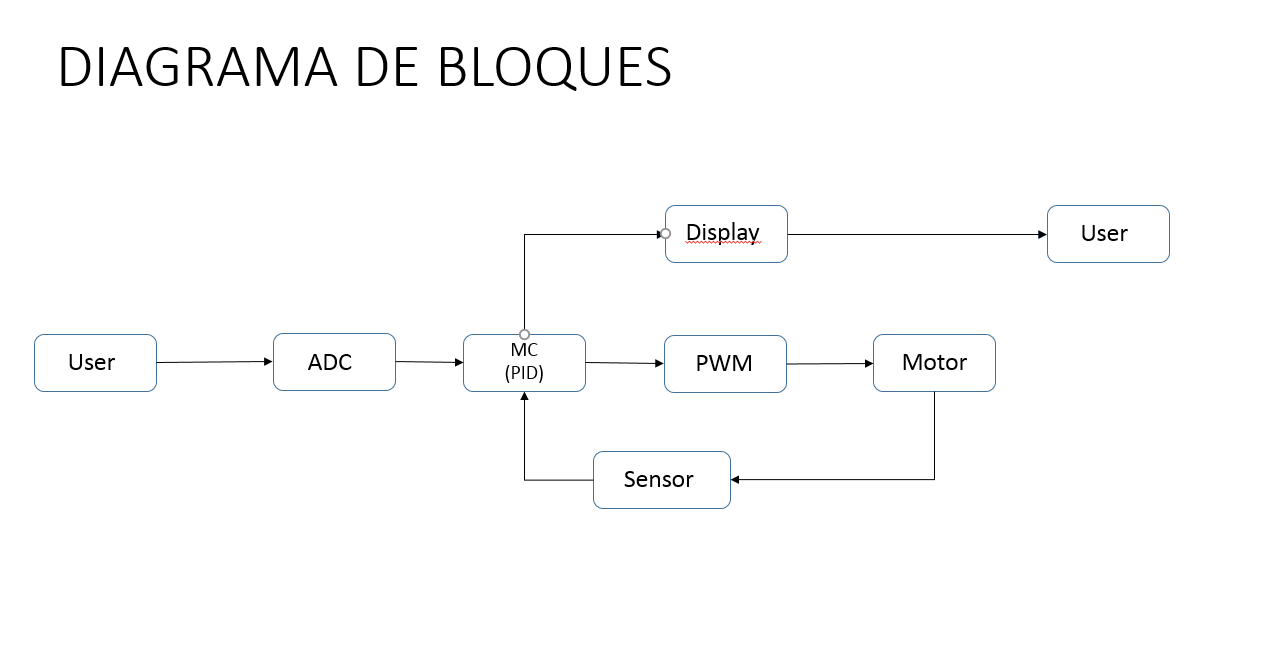 DIAGRAMA DE BLOQUES
Display
User
User
ADC
MC
(PID)
PWM
Motor
Sensor